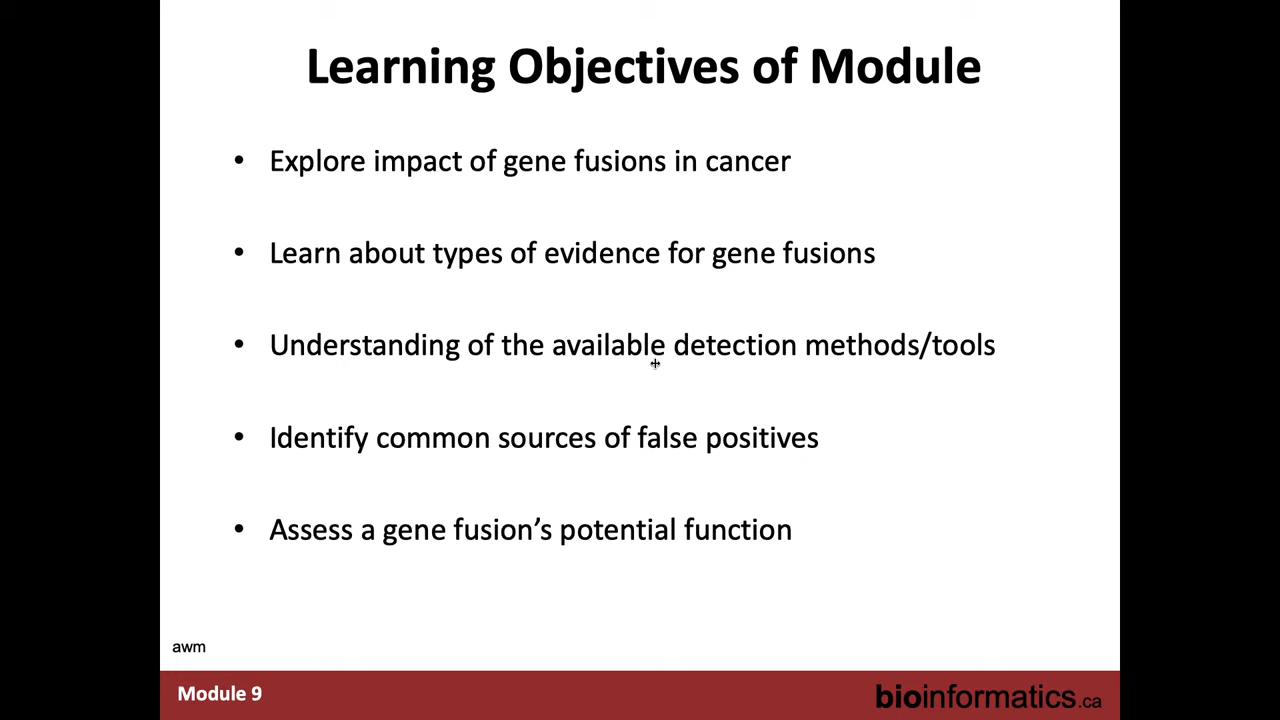 Learning Objectives of Module
• Explore impact of gene fusions in cancer
• Learn about types of evidence for gene fusions
• Understanding of the available detection methods/tools
• Identify common sources of false positives
• Assess a gene fusion’s potential function
awm
Module 9
bioinformatics.ca